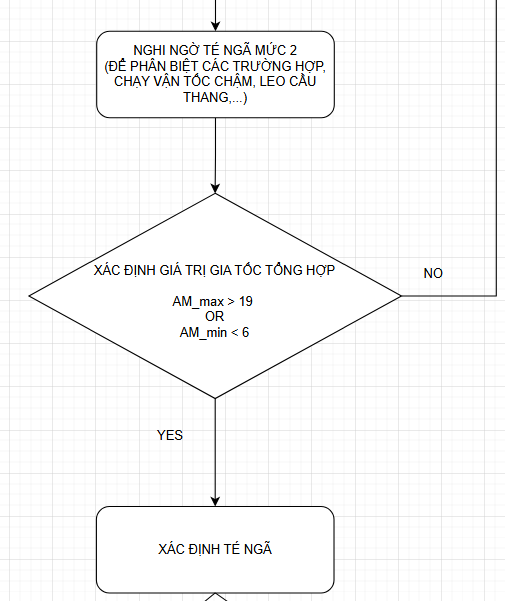 NGHI NGỜ TÉ NGÃ MỨC 2
(ĐỂ PHÂN BIỆT CÁC TRƯỜNG HỢP,
CHẠY VẬN TỐC CHẬM, LEO CẦU
THANG,...)
XÁC ĐỊNH GIÁ TRỊ GIA TỐC TỔNG HỢP
AM_max > 19
OR
AM_min < 6
NO
YES
XÁC ĐỊNH TÉ NGÃ